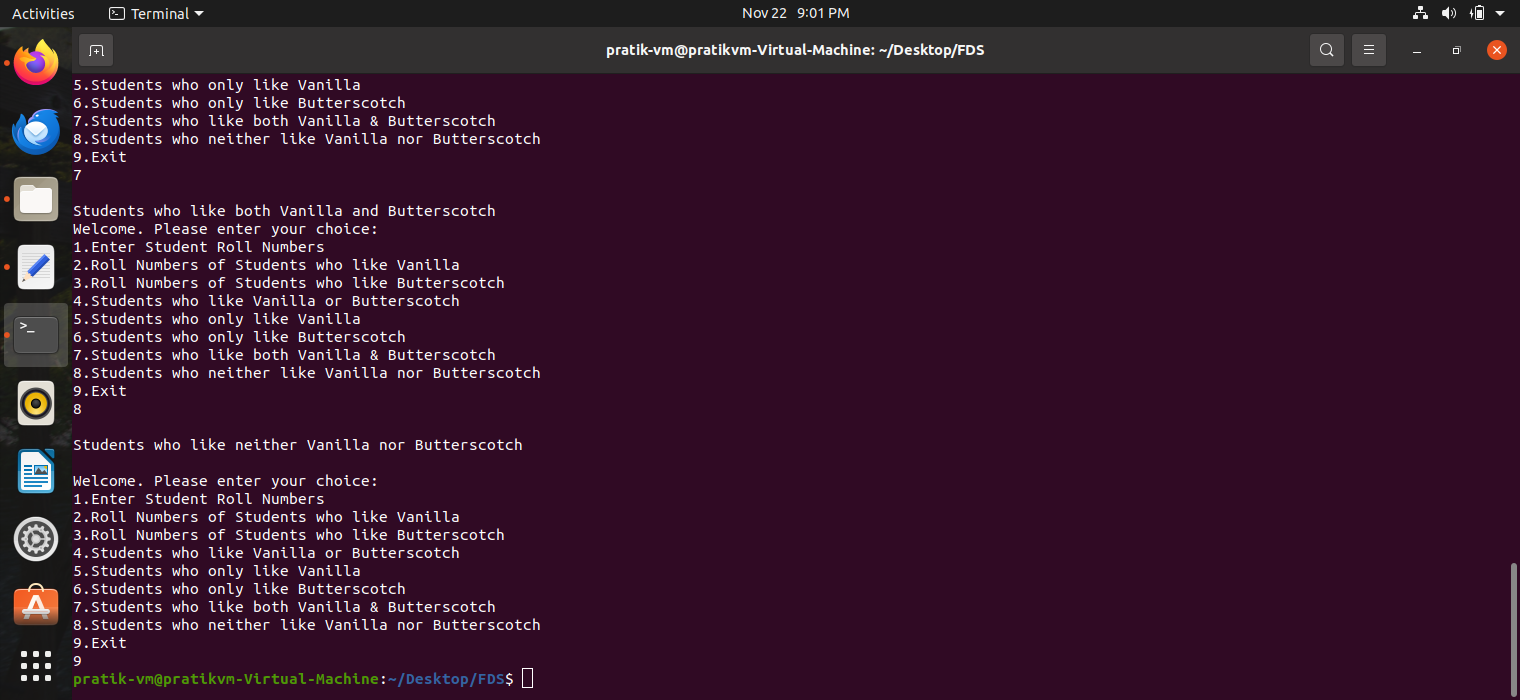 Activities
Terminal
Nov 22 9:01 PM
pratik-vm@pratikvm-Virtual-Machine: ~/Desktop/FDS
5.Students who only like Vanilla
6.Students who only like Butterscotch
7.Students who like both Vanilla & Butterscotch
8.Students who neither like Vanilla nor Butterscotch
9.Exit
7
Students who like both Vanilla and Butterscotch
Welcome. Please enter your choice:
1.Enter Student Roll Numbers
2.Roll Numbers of Students who like Vanilla
3.Roll Numbers of Students who like Butterscotch
4.Students who like Vanilla or Butterscotch
5.Students who only like Vanilla
6.Students who only like Butterscotch
7.Students who like both Vanilla & Butterscotch
8.Students who neither like Vanilla nor Butterscotch
9.Exit
8
Students who like neither Vanilla nor Butterscotch
Welcome. Please enter your choice:
1.Enter Student Roll Numbers
2.Roll Numbers of Students who like Vanilla
3.Roll Numbers of Students who like Butterscotch
4.Students who like Vanilla or Butterscotch
5.Students who only like Vanilla
6.Students who only like Butterscotch
7.Students who like both Vanilla & Butterscotch
8.Students who neither like Vanilla nor Butterscotch
9.Exit
9
pratik-vm@pratikvm-Virtual-Machine:~/Desktop/FDS$